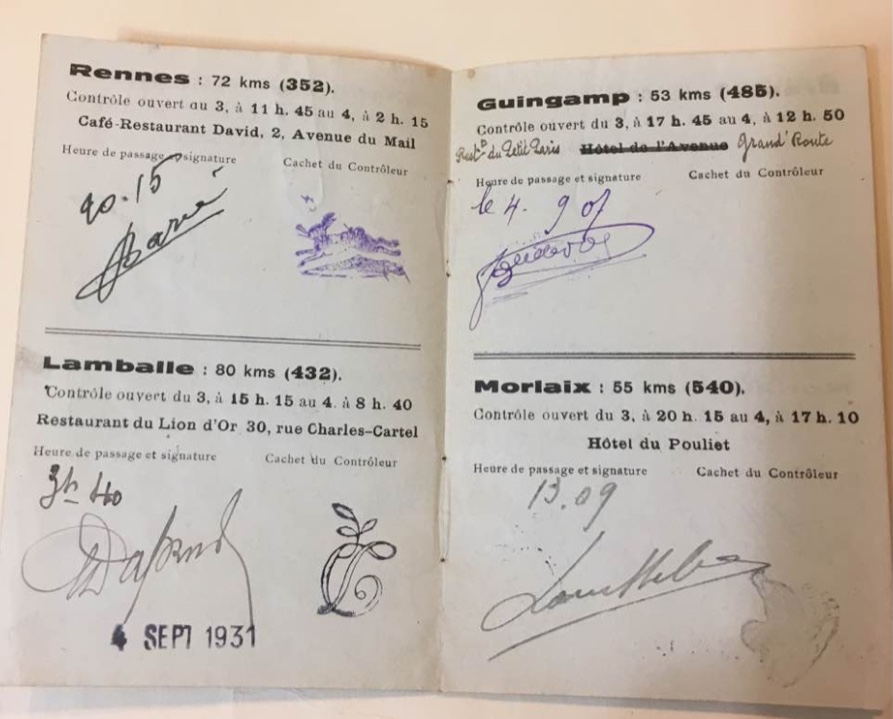 Rennes : 72 kms (352).
Contrôle ouvert du 3, à 11 h. 45 au 4, à 2 h. 15
Café-Restaurant David, 2, Avenue du Mail
Heure de passage signature Cachet du Contrôleur
20.15
Lamballe : 80 kms (432).
Contrôle ouvert du 3, à 15 h. 15 au 4. à 8 h. 40
Restaurant du Lion d'Or 30, rue Charles-Cartel
Heure de passage et signature Cachet du Contrôleur
3h 40
4 SEPT 1931
Guingamp : 53 kms (485).
Contrôle ouvert du 3, à 17 h. 45 au 4, à 12 h. 50
du Petit Paris Hôtel de l'Avenue Grand'Route
Heure de passage et signature Cachet du Contrôleur
le 4. 9 07
Morlaix : 55 kms (540).
Contrôle ouvert du 3, à 20 h. 15 au 4, à 17 h. 10
Hôtel du Pouliet
Heure de passage et signature Cachet du Contrôleur
13.09